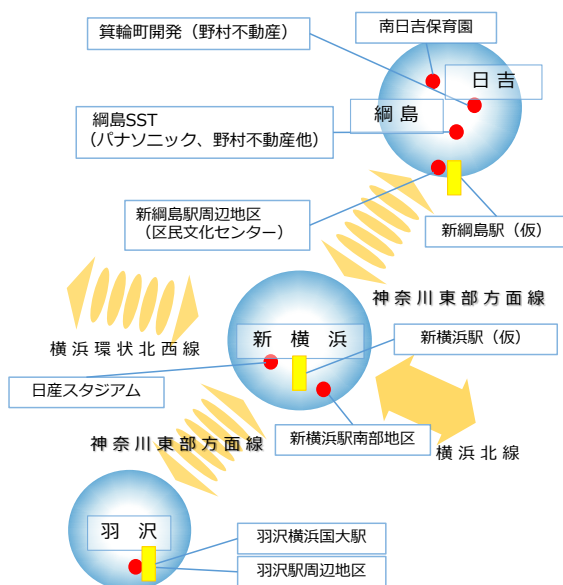 南日吉保育園
箕輪町開発（野村不動産）
日 吉
綱 島
綱島SST
（パナソニック、野村不動産他）
新綱島駅周辺地区
（区民文化センター）
新綱島駅（仮）
神奈川東部方面線
横浜環状北西線
新 横 浜
新横浜駅（仮）
日産スタジアム
新横浜駅南部地区
横浜北線
神奈川東部方面線
羽 沢
羽沢横浜国大駅
羽沢駅周辺地区